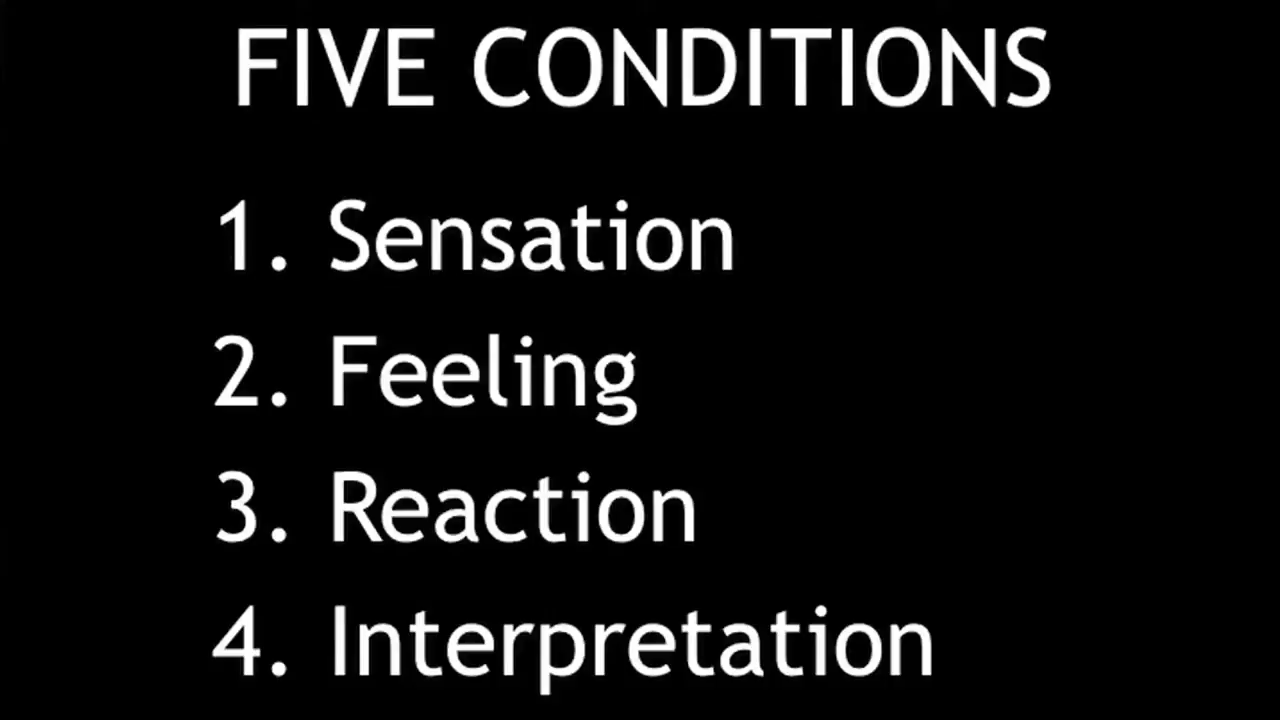 FIVE CONDITIONS
1. Sensation
2. Feeling
3. Reaction
4. Interpretation